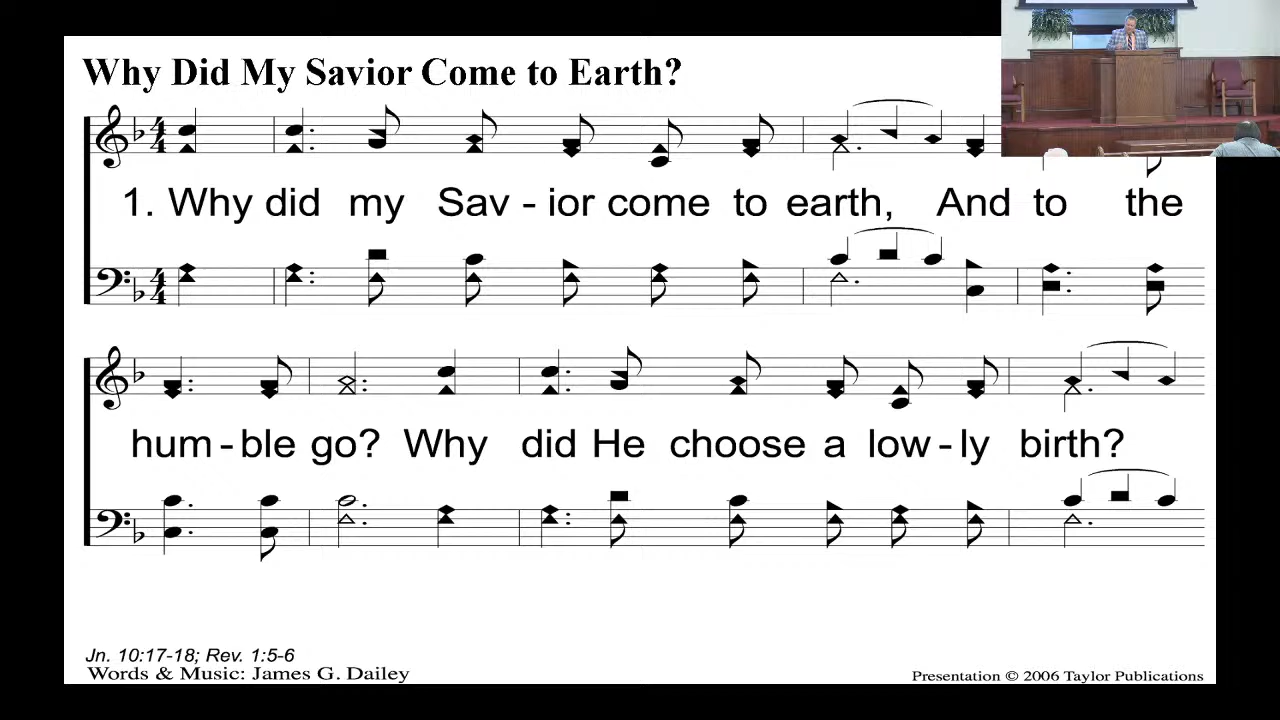 Why Did My Savior Come to Earth?
1. Why did my Sav - ior come to earth, And to the
hum - ble go? Why did He choose a low - ly birth?
Jn. 10:17-18; Rev. 1:5-6
Words & Music: James G. Dailey
Presentation © 2006 Taylor Publications